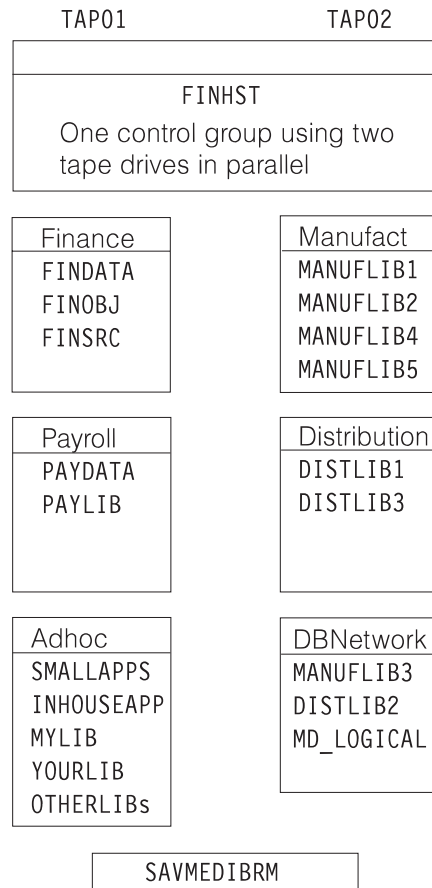 TAP01 TAP02
FINHST
One control group using two
tape drives in parallel
Finance
FINDATA
FINOBJ
FINSRC
Manufact
MANUFLIB1
MANUFLIB2
MANUFLIB4
MANUFLIB5
Payroll
PAYDATA
PAYLIB
Distribution
DISTLIB1
DISTLIB3
Adhoc
SMALLAPPS
INHOUSEAPP
MYLIB
YOURLIB
OTHERLIBs
DBNetwork
MANUFLIB3
DISTLIB2
MD_LOGICAL
SAVMEDIBRM